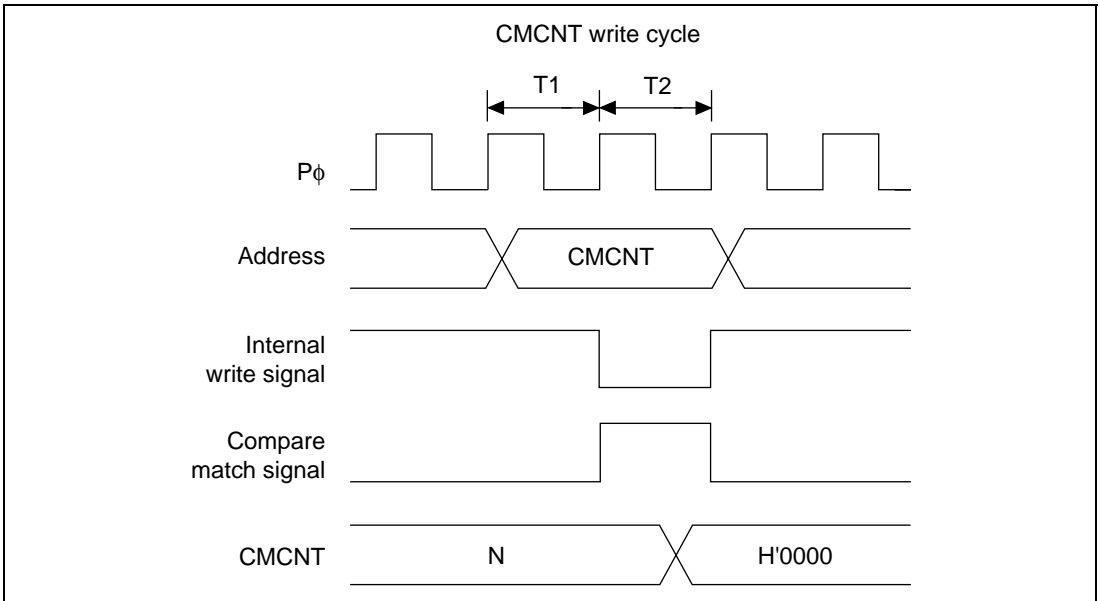 CMCNT write cycle
T1 T2
Pϕ
Address CMCNT
Internal
write signal
Compare
match signal
CMCNT N H'0000